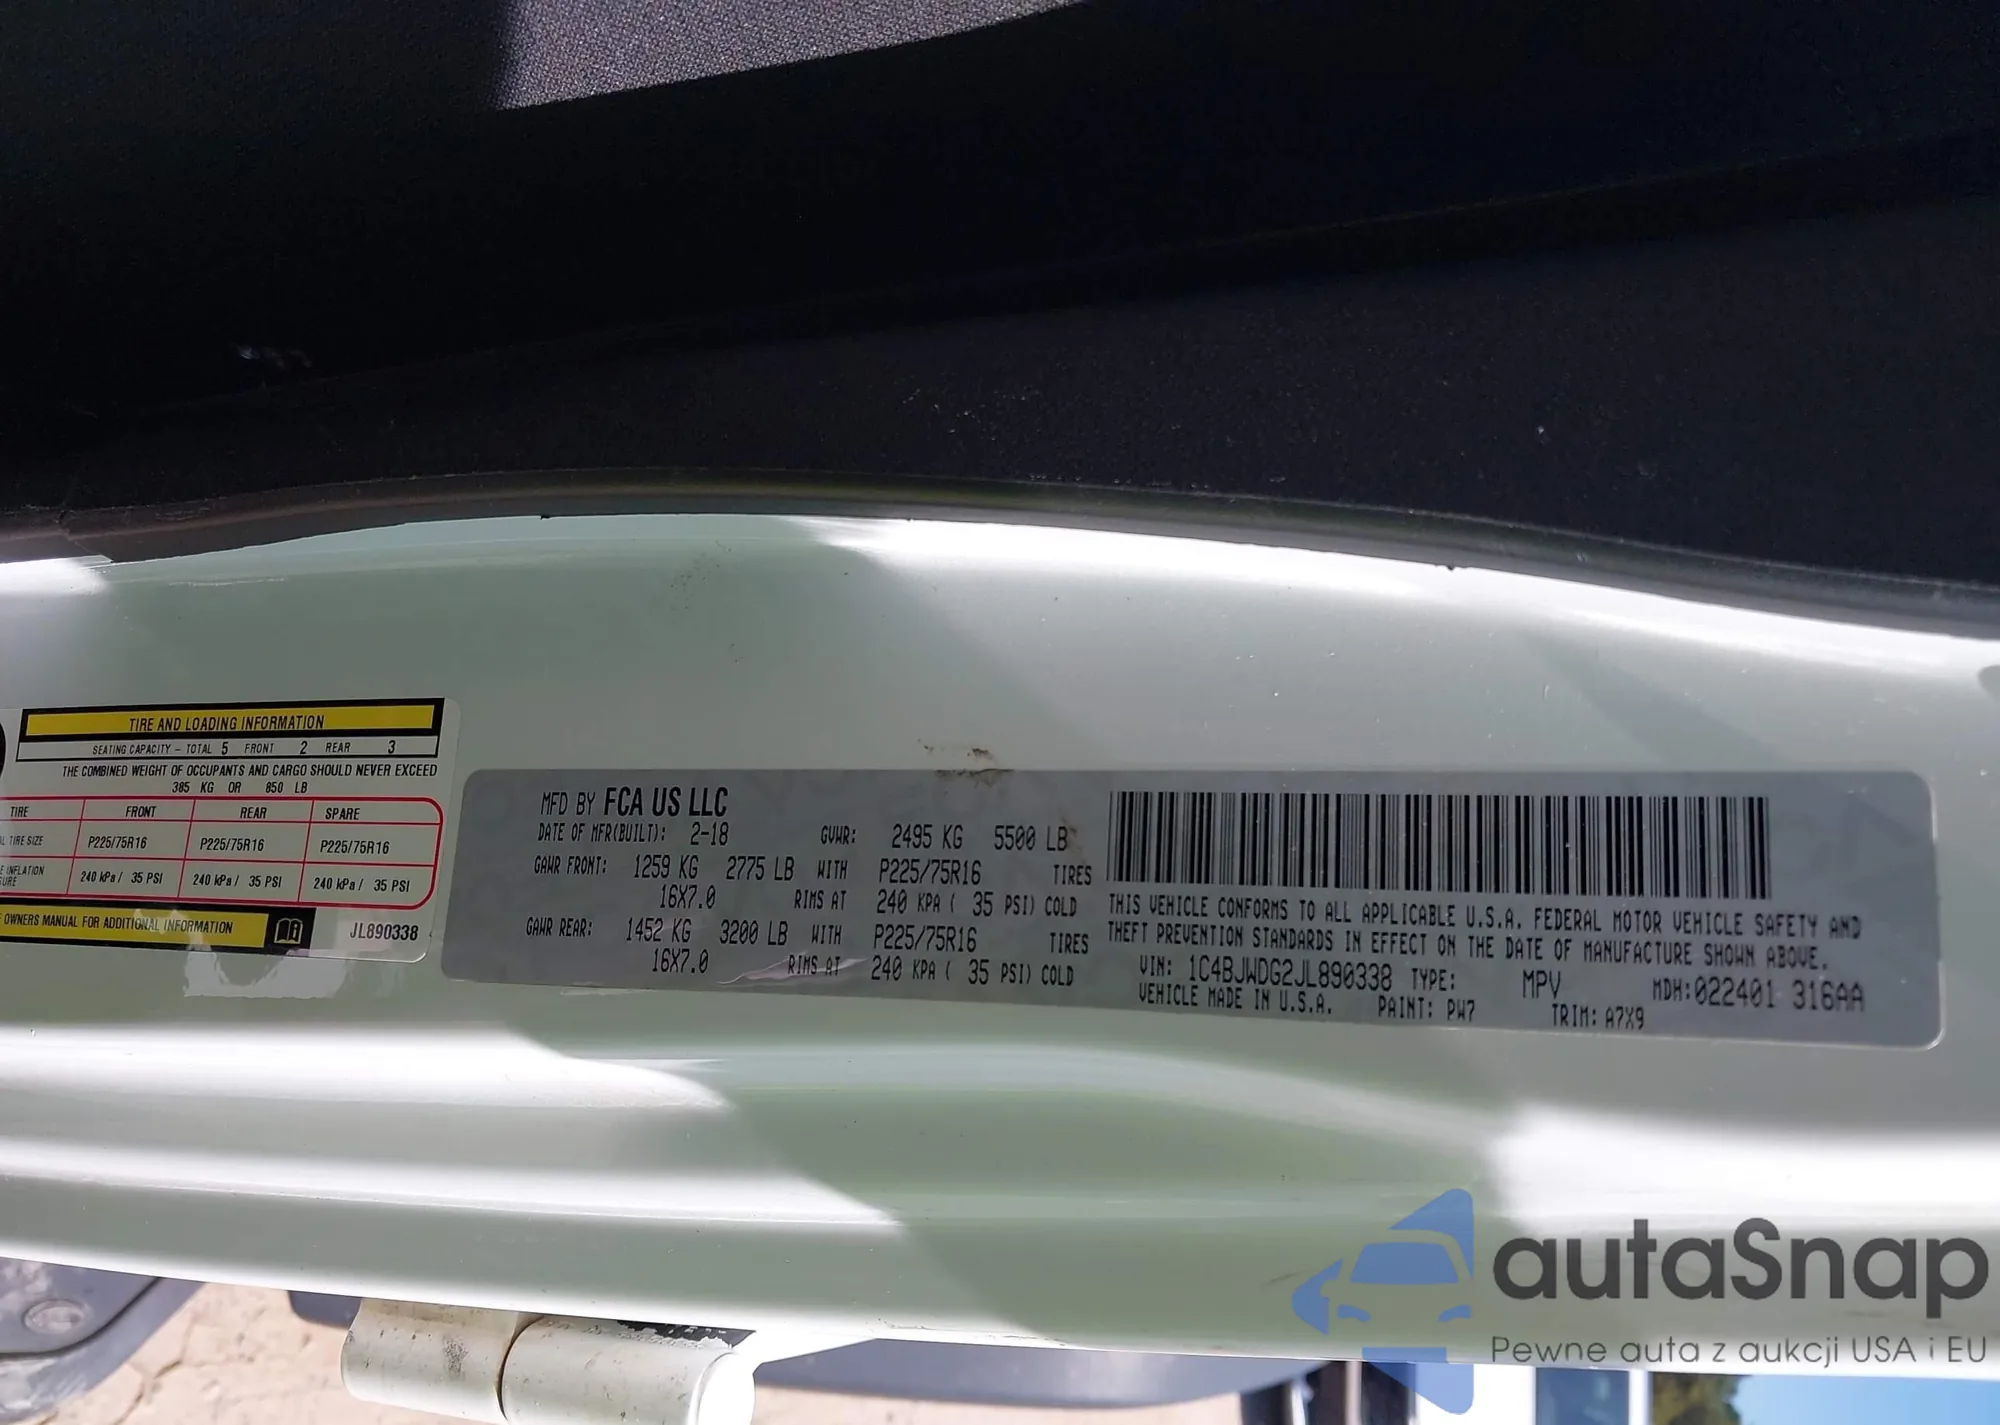 TIRE AND LOADING INFORMATION
SEATING CAPACITY - TOTAL 5 FRONT 2 REAR 3
THE COMBINED WEIGHT OF OCCUPANTS AND CARGO SHOULD NEVER EXCEED
385 KG OR 850 LB
TIRE FRONT REAR SPARE
TIRE SIZE P225/75R16 P225/75R16 P225/75R16
INFLATION
240 kPa / 35 PSI 240 kPa / 35 PSI 240 kPa / 35 PSI
OWNERS MANUAL FOR ADDITIONAL INFORMATION
JL890338
MFD BY FCA US LLC
DATE OF MFR(BUILT): 2-18 GVWR: 2495 KG 5500 LB
GAWR FRONT: 1259 KG 2775 LB WITH P225/75R16 TIRES
16X7.0 RIMS AT 240 KPA ( 35 PSI) COLD
GAWR REAR: 1452 KG 3200 LB WITH P225/75R16 TIRES
16X7.0 RIMS AT 240 KPA ( 35 PSI) COLD
THIS VEHICLE CONFORMS TO ALL APPLICABLE U.S.A. FEDERAL MOTOR VEHICLE SAFETY AND
THEFT PREVENTION STANDARDS IN EFFECT ON THE DATE OF MANUFACTURE SHOWN ABOVE.
VIN: 1C4BJWDG2JL890338 TYPE: MPV MDH:022401 316AA
VEHICLE MADE IN U.S.A. PAINT: PW7 TRIM: A7X9
autaSnap
Pewne auta z aukcji USA i EU